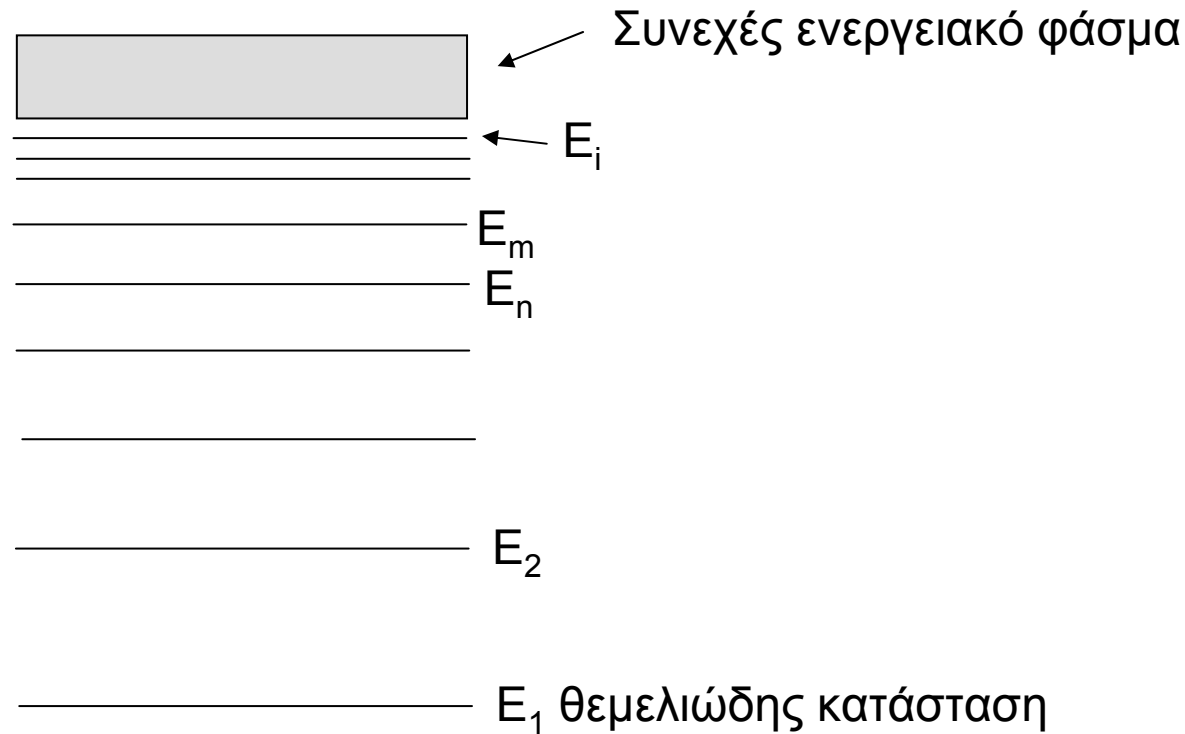 Συνεχές ενεργειακό φάσμα
Eᵢ
Eₘ
Eₙ
E₂
E₁ θεμελιώδης κατάσταση